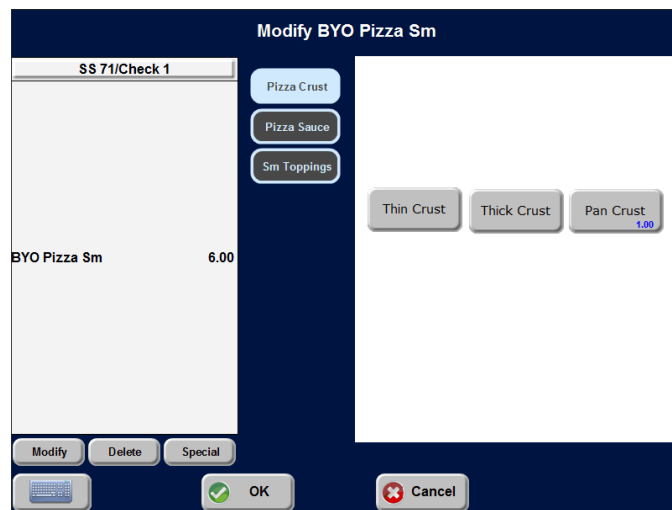 Modify BYO Pizza Sm
SS 71/Check 1
Pizza Crust
Pizza Sauce
Sm Toppings
Thin Crust
Thick Crust
Pan Crust
1.00
BYO Pizza Sm 6.00
Modify
Delete
Special
OK
Cancel